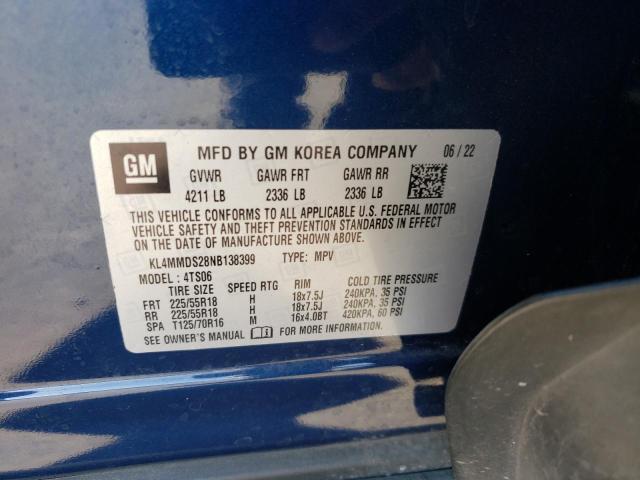 GM
MFD BY GM KOREA COMPANY 06 / 22
GVWR GAWR FRT GAWR RR
4211 LB 2336 LB 2336 LB
THIS VEHICLE CONFORMS TO ALL APPLICABLE U.S. FEDERAL MOTOR
VEHICLE SAFETY AND THEFT PREVENTION STANDARDS IN EFFECT ON
THE DATE OF MANUFACTURE SHOWN ABOVE.
KL4MMDS28NB138399 TYPE: MPV
MODEL : 4TS06
TIRE SIZE SPEED RTG RIM COLD TIRE PRESSURE
FRT 225/55R18 H 18x7.5J 240KPA, 35 PSI
RR 225/55R18 H 18x7.5J 240KPA, 35 PSI
SPA T125/70R16 M 16x4.0BT 420KPA, 60 PSI
SEE OWNER'S MANUAL FOR MORE INFORMATION.